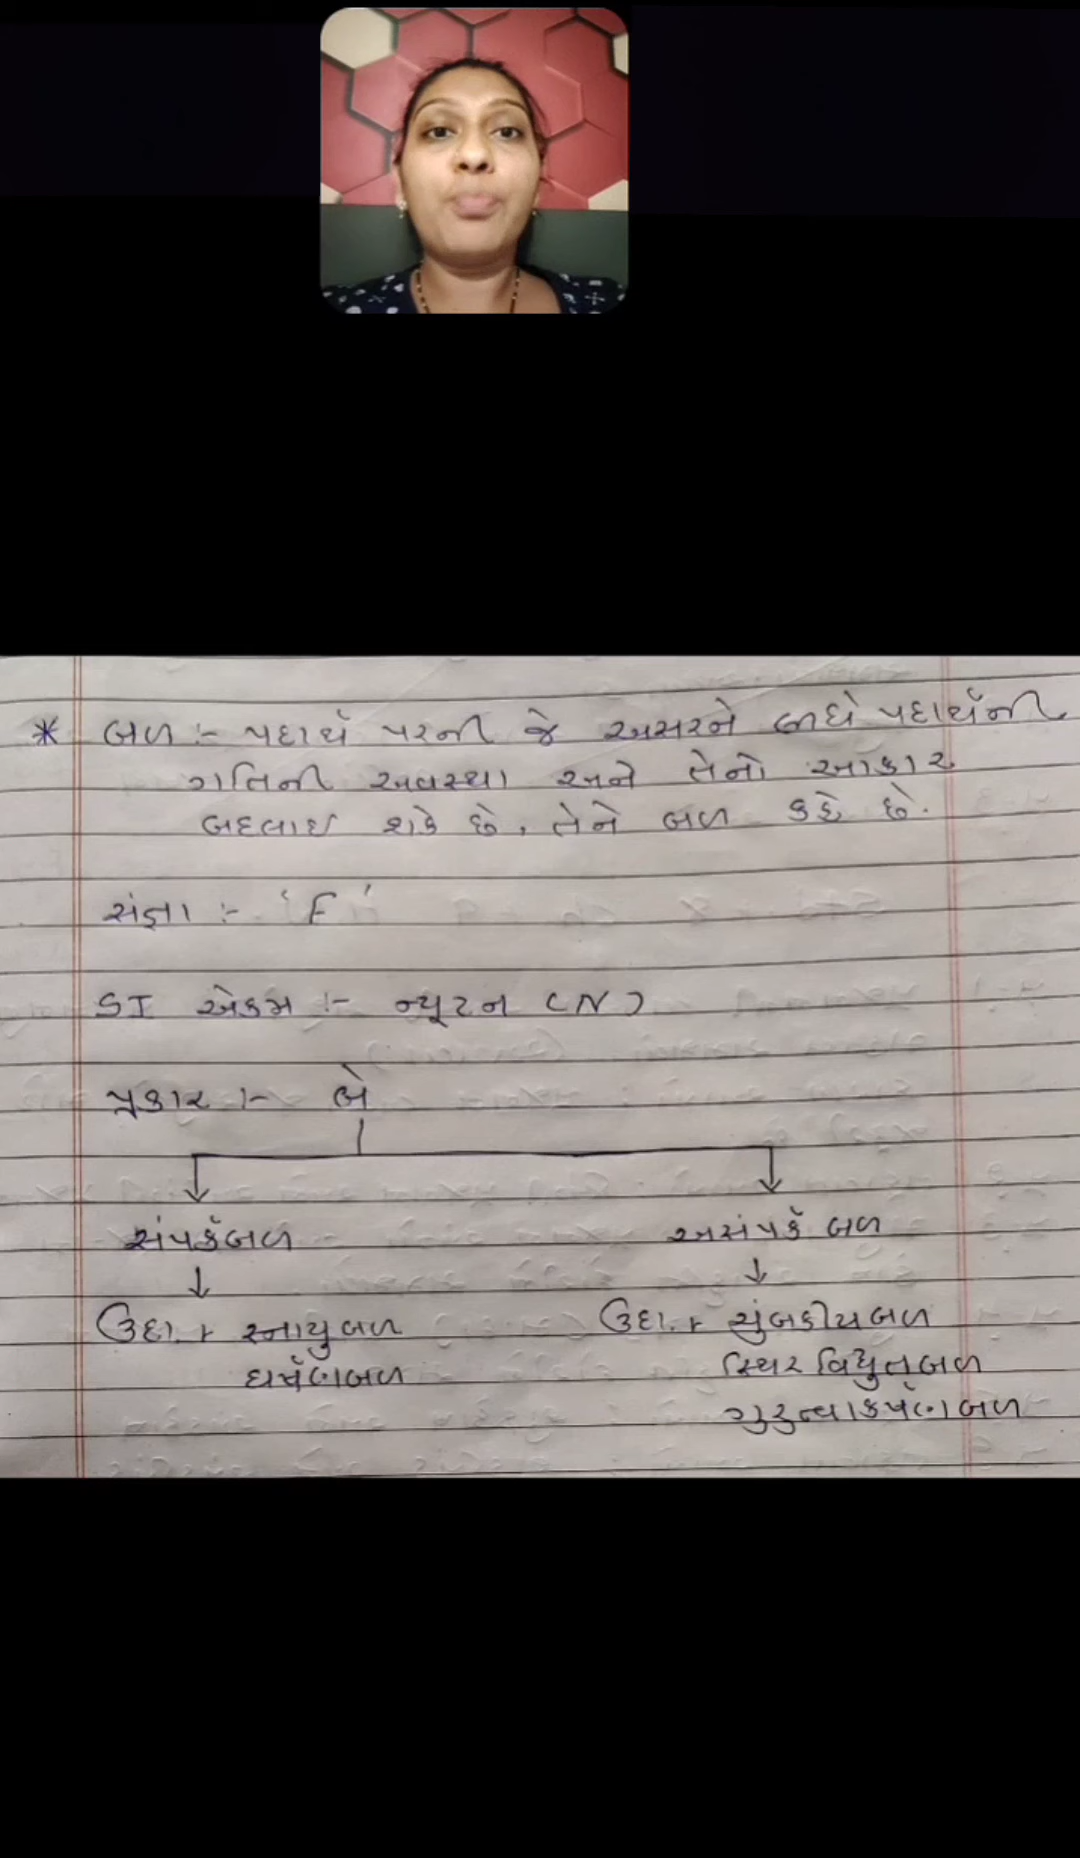 * બળ :- પદાર્થ પરની જે અસરને લીધે પદાર્થની
ગતિની અવસ્થા અને તેનો આકાર
બદલાઇ શકે છે, તેને બળ કહે છે.
સંજ્ઞા :- ' F '
SI એકમ :- ન્યૂટન (N)
પ્રકાર :- બે
સંપર્કબળ અસંપર્ક બળ
ઉદા. સ્નાયુબળ ઉદા. ચુંબકીયબળ
ઘર્ષણબળ સ્થિર વિદ્યુતબળ
ગુરુત્વાકર્ષણબળ